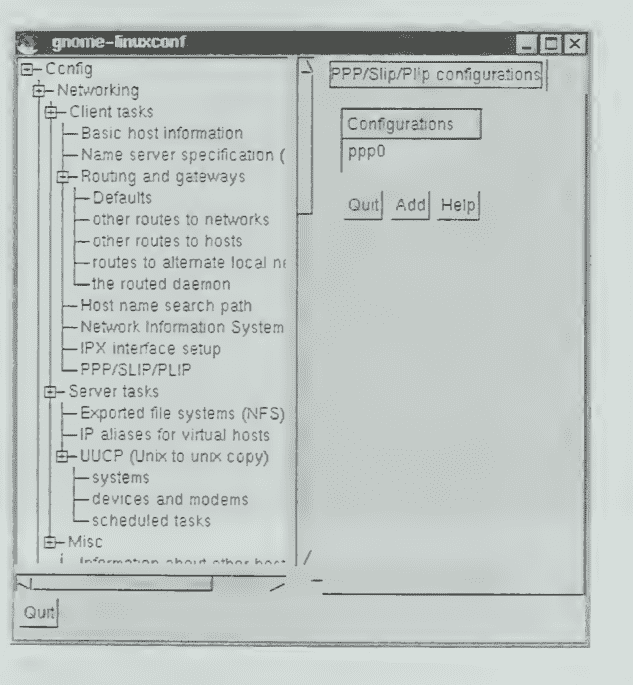 gnome-linuxconf
Config
Networking
Client tasks
Basic host information
Name server specification (
Routing and gateways
Defaults
other routes to networks
other routes to hosts
routes to alternate local ne
the routed daemon
Host name search path
Network Information System
IPX interface setup
PPP/SLIP/PLIP
Server tasks
Exported file systems (NFS)
IP aliases for virtual hosts
UUCP (Unix to unix copy)
systems
devices and modems
scheduled tasks
Misc
Information about other hos
Quit
PPP/Slip/Plip configurations
Configurations
ppp0
Quit Add Help